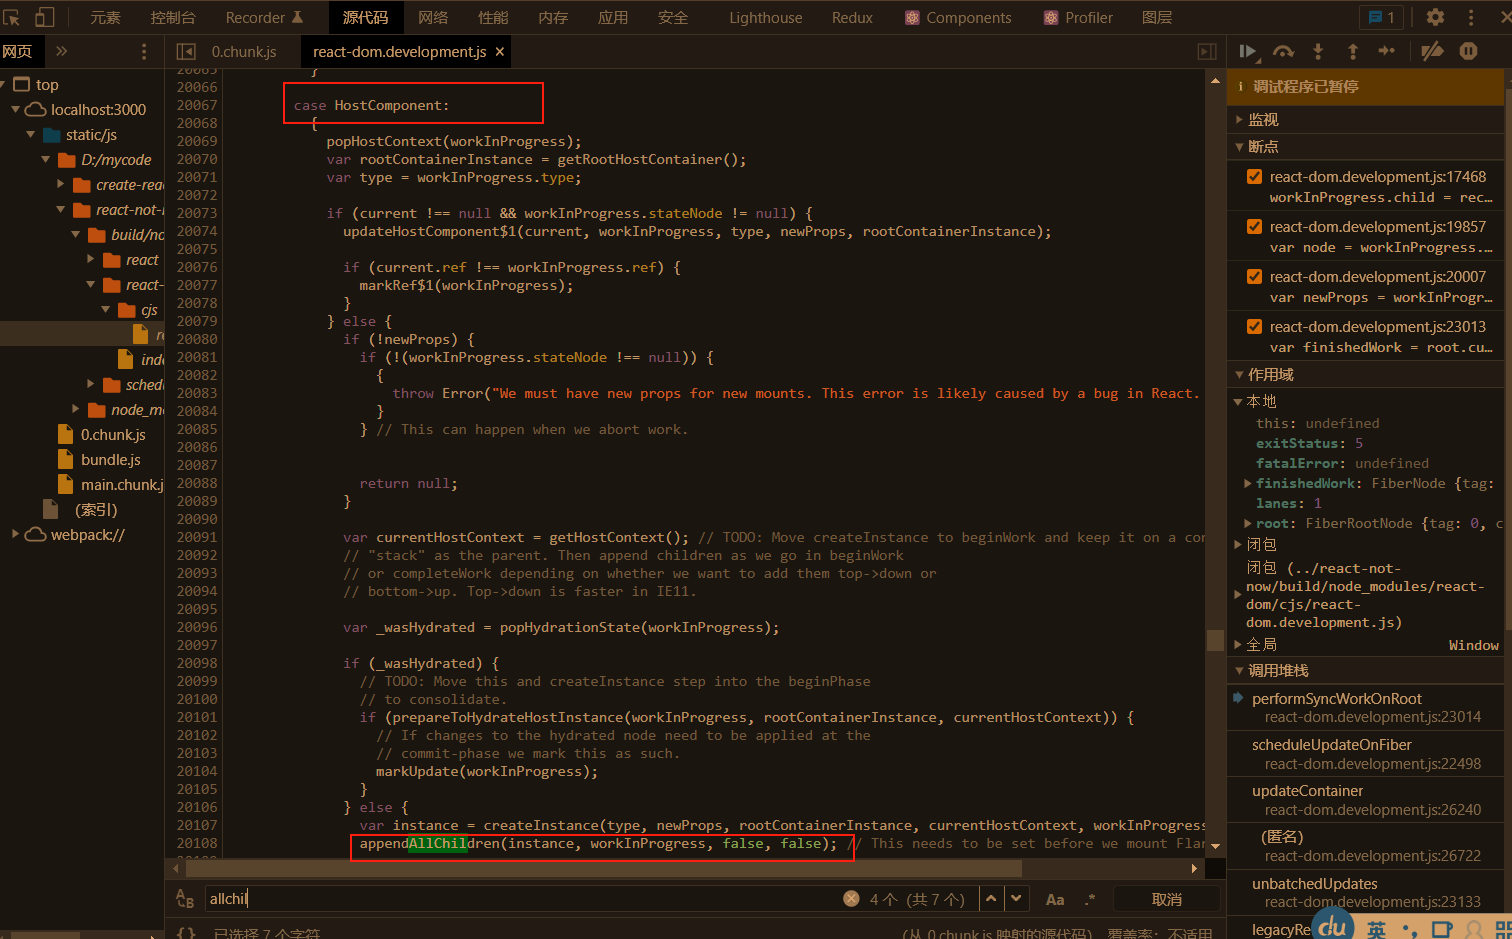 元素 控制台 Recorder 源代码 网络 性能 内存 应用 安全 Lighthouse Redux Components Profiler 图层 1
网页 0.chunk.js react-dom.development.js ×
top
localhost:3000
static/js
D:/mycode
create-rea
react-not-
build/no
react
react-
cjs
re
inde
sched
node_m
0.chunk.js
bundle.js
main.chunk.j
(索引)
webpack://
20065 }
20066
20067 case HostComponent:
20068 {
20069 popHostContext(workInProgress);
20070 var rootContainerInstance = getRootHostContainer();
20071 var type = workInProgress.type;
20072
20073 if (current !== null && workInProgress.stateNode != null) {
20074 updateHostComponent$1(current, workInProgress, type, newProps, rootContainerInstance);
20075
20076 if (current.ref !== workInProgress.ref) {
20077 markRef$1(workInProgress);
20078 }
20079 } else {
20080 if (!newProps) {
20081 if (!(workInProgress.stateNode !== null)) {
20082 {
20083 throw Error("We must have new props for new mounts. This error is likely caused by a bug in React.
20084 }
20085 } // This can happen when we abort work.
20086
20087
20088 return null;
20089 }
20090
20091 var currentHostContext = getHostContext(); // TODO: Move createInstance to beginWork and keep it on a con
20092 // "stack" as the parent. Then append children as we go in beginWork
20093 // or completeWork depending on whether we want to add them top->down or
20094 // bottom->up. Top->down is faster in IE11.
20095
20096 var _wasHydrated = popHydrationState(workInProgress);
20097
20098 if (_wasHydrated) {
20099 // TODO: Move this and createInstance step into the beginPhase
20100 // to consolidate.
20101 if (prepareToHydrateHostInstance(workInProgress, rootContainerInstance, currentHostContext)) {
20102 // If changes to the hydrated node need to be applied at the
20103 // commit-phase we mark this as such.
20104 markUpdate(workInProgress);
20105 }
20106 } else {
20107 var instance = createInstance(type, newProps, rootContainerInstance, currentHostContext, workInProgress
20108 appendAllChildren(instance, workInProgress, false, false); // This needs to be set before we mount Flar
allchil 4 个 (共 7 个) Aa .* 取消
{} 已选择 7 个字符 (从 0.chunk.js 映射的源代码) 覆盖率: 不适用
调试程序已暂停
监视
断点
react-dom.development.js:17468
workInProgress.child = rec…
react-dom.development.js:19857
var node = workInProgress.…
react-dom.development.js:20007
var newProps = workInProgr…
react-dom.development.js:23013
var finishedWork = root.cu…
作用域
本地
this: undefined
exitStatus: 5
fatalError: undefined
finishedWork: FiberNode {tag:
lanes: 1
root: FiberRootNode {tag: 0, c
闭包
闭包 (../react-not-
now/build/node_modules/react-
dom/cjs/react-
dom.development.js)
全局 Window
调用堆栈
performSyncWorkOnRoot
react-dom.development.js:23014
scheduleUpdateOnFiber
react-dom.development.js:22498
updateContainer
react-dom.development.js:26240
(匿名)
react-dom.development.js:26722
unbatchedUpdates
react-dom.development.js:23133
legacyRe
du 英